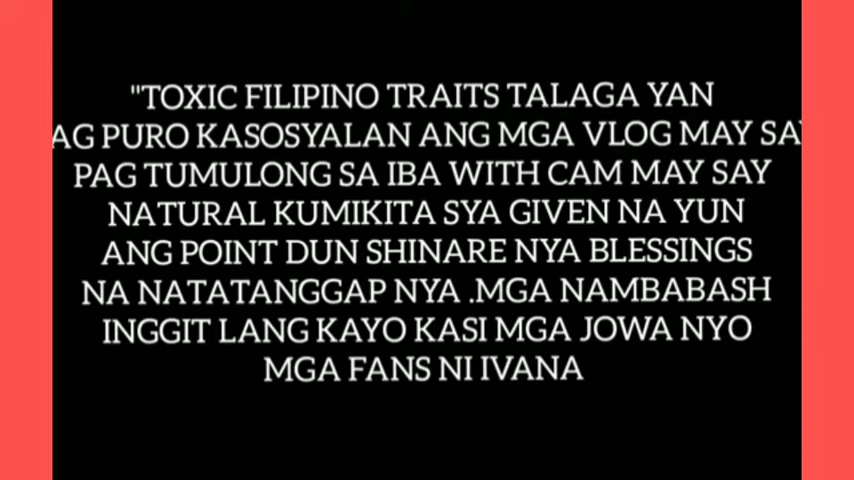 "TOXIC FILIPINO TRAITS TALAGA YAN
AG PURO KASOSYALAN ANG MGA VLOG MAY SA
PAG TUMULONG SA IBA WITH CAM MAY SAY
NATURAL KUMIKITA SYA GIVEN NA YUN
ANG POINT DUN SHINARE NYA BLESSINGS
NA NATATANGGAP NYA .MGA NAMBABASH
INGGIT LANG KAYO KASI MGA JOWA NYO
MGA FANS NI IVANA